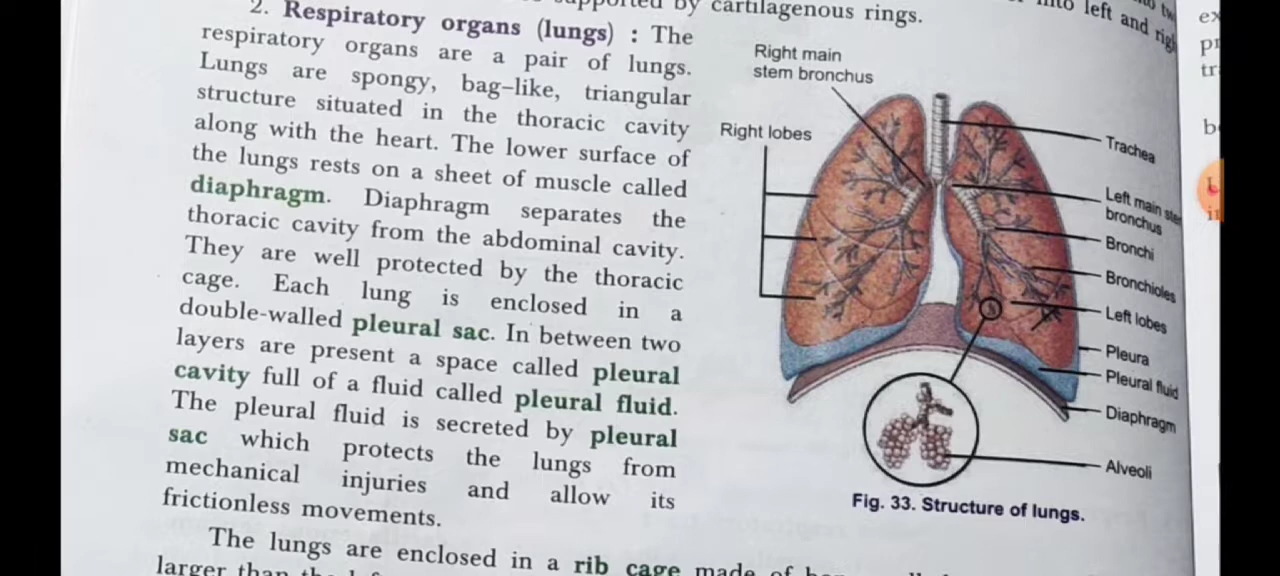 supported by cartilagenous rings.
2. Respiratory organs (lungs) : The
respiratory organs are a pair of lungs.
Lungs are spongy, bag-like, triangular
structure situated in the thoracic cavity
along with the heart. The lower surface of
the lungs rests on a sheet of muscle called
diaphragm. Diaphragm separates the
thoracic cavity from the abdominal cavity.
They are well protected by the thoracic
cage. Each lung is enclosed in a
double-walled pleural sac. In between two
layers are present a space called pleural
cavity full of a fluid called pleural fluid.
The pleural fluid is secreted by pleural
sac which protects the lungs from
mechanical injuries and allow its
frictionless movements.
The lungs are enclosed in a rib cage made of
larger than the
into left and
Right main
stem bronchus
Right lobes
Trachea
Left main
bronchus
Bronchi
Bronchioles
Left lobes
Pleura
Pleural fluid
Diaphragm
Alveoli
Fig. 33. Structure of lungs.